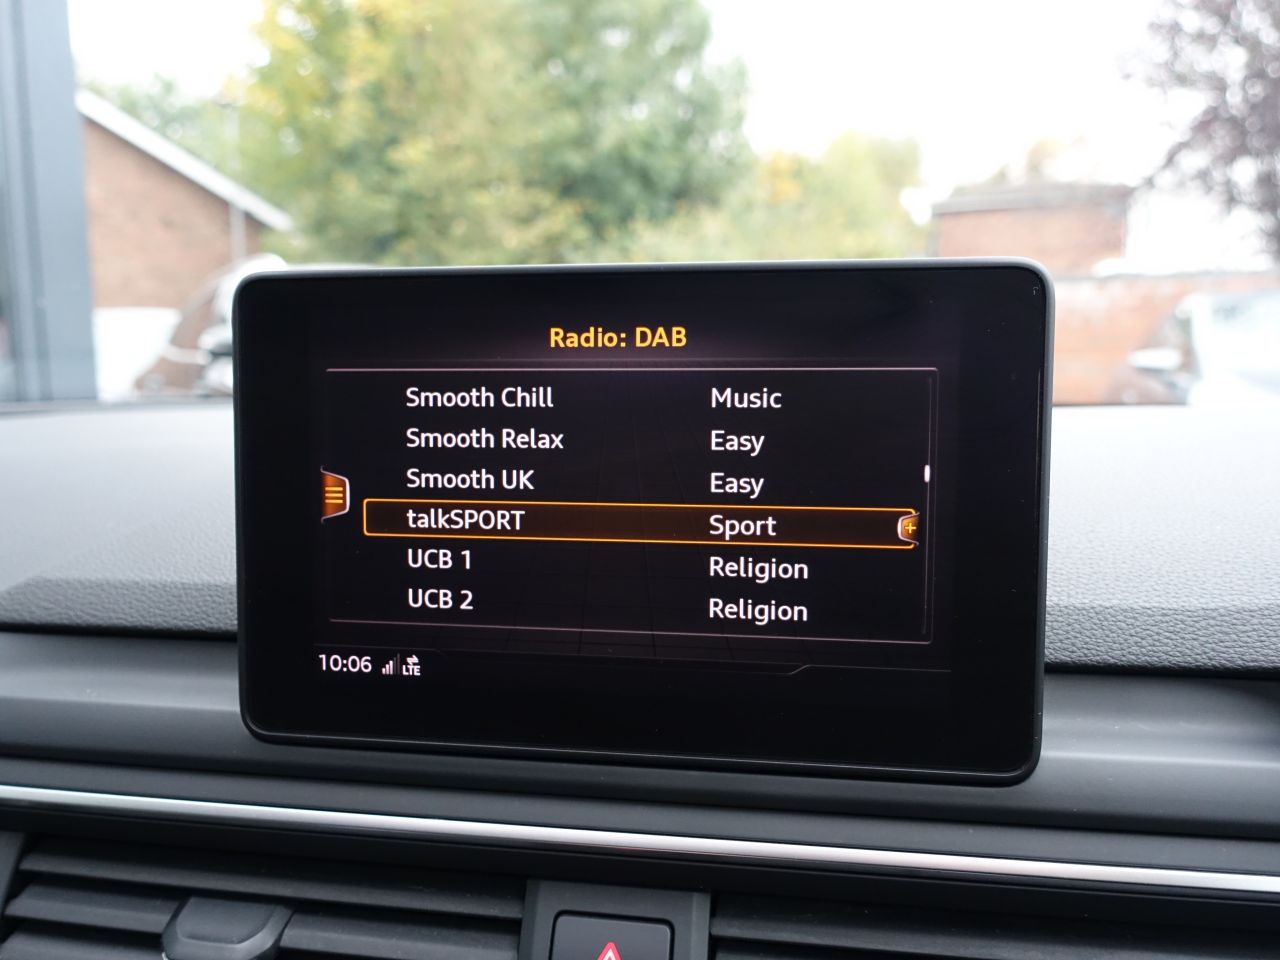 Radio: DAB
Smooth Chill Music
Smooth Relax Easy
Smooth UK Easy
talkSPORT Sport
UCB 1 Religion
UCB 2 Religion
10:06 LTE